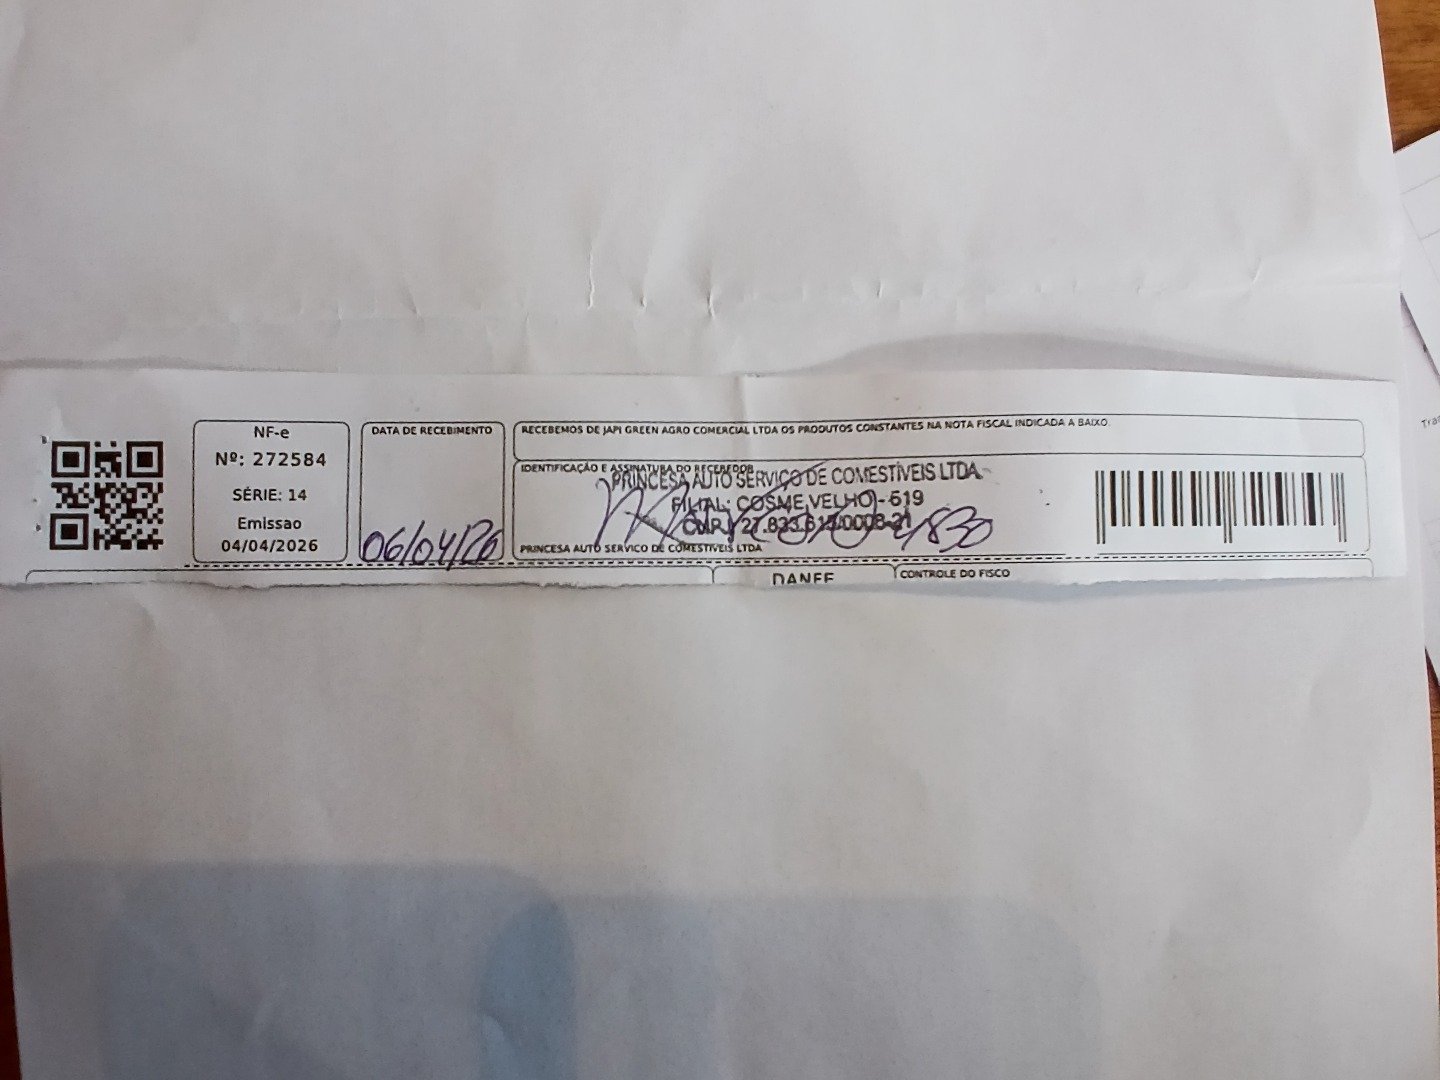 NF-e
Nº: 272584
SÉRIE: 14
Emissao
04/04/2026
DATA DE RECEBIMENTO
06/04/26
RECEBEMOS DE JAPI GREEN AGRO COMERCIAL LTDA OS PRODUTOS CONSTANTES NA NOTA FISCAL INDICADA A BAIXO
IDENTIFICAÇÃO E ASSINATURA DO RECEBEDOR
PRINCESA AUTO SERVIÇO DE COMESTÍVEIS LTDA
FILIAL: COSME VELHO - 619
PRINCESA AUTO SERVICO DE COMESTIVEIS LTDA
DANFE
CONTROLE DO FISCO